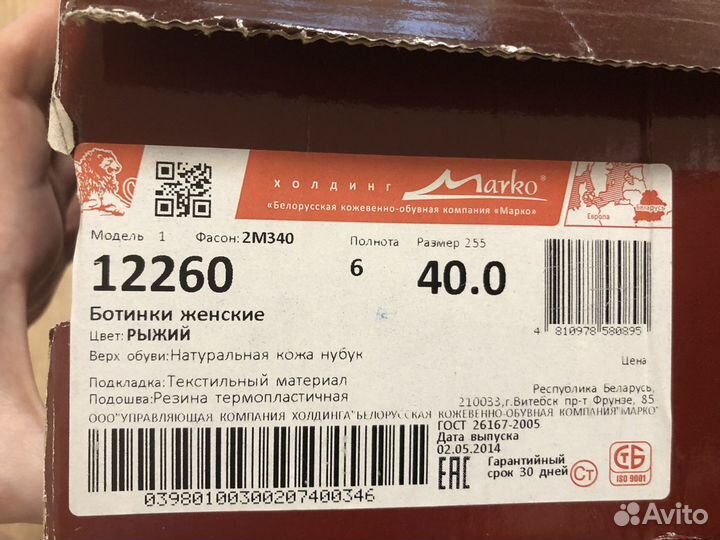 ХОЛДИНГ Marko®
«Белорусская кожевенно-обувная компания «Марко»
Европа
Беларусь
Модель 1 Фасон: 2М340 Полнота Размер 255
12260 6 40.0
Ботинки женские
Цвет: РЫЖИЙ
Верх обуви: Натуральная кожа нубук
4 810978 580895
Цена
Подкладка: Текстильный материал
Подошва: Резина термопластичная
Республика Беларусь,
210033,г.Витебск пр-т Фрунзе, 85
ООО"УПРАВЛЯЮЩАЯ КОМПАНИЯ ХОЛДИНГА"БЕЛОРУССКАЯ КОЖЕВЕННО-ОБУВНАЯ КОМПАНИЯ"МАРКО"
ГОСТ 26167-2005
Дата выпуска
02.05.2014
ЕАС Гарантийный
срок 30 дней
Ст
СТБ
ISO 9001
03980100300207400346
Avito